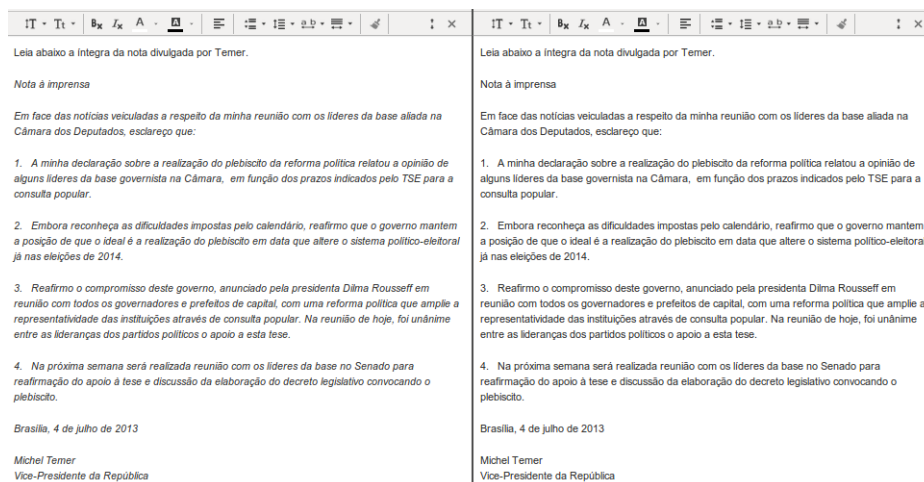 Leia abaixo a íntegra da nota divulgada por Temer.
Nota à imprensa
Em face das notícias veiculadas a respeito da minha reunião com os líderes da base aliada na
Câmara dos Deputados, esclareço que:
1. A minha declaração sobre a realização do plebiscito da reforma política relatou a opinião de
alguns líderes da base governista na Câmara, em função dos prazos indicados pelo TSE para a
consulta popular.
2. Embora reconheça as dificuldades impostas pelo calendário, reafirmo que o governo mantem
a posição de que o ideal é a realização do plebiscito em data que altere o sistema político-eleitoral
já nas eleições de 2014.
3. Reafirmo o compromisso deste governo, anunciado pela presidenta Dilma Rousseff em
reunião com todos os governadores e prefeitos de capital, com uma reforma política que amplie a
representatividade das instituições através de consulta popular. Na reunião de hoje, foi unânime
entre as lideranças dos partidos políticos o apoio a esta tese.
4. Na próxima semana será realizada reunião com os líderes da base no Senado para
reafirmação do apoio à tese e discussão da elaboração do decreto legislativo convocando o
plebiscito.
Brasília, 4 de julho de 2013
Michel Temer
Vice-Presidente da República
Leia abaixo a íntegra da nota divulgada por Temer.
Nota à imprensa
Em face das notícias veiculadas a respeito da minha reunião com os líderes da base aliada na
Câmara dos Deputados, esclareço que:
1. A minha declaração sobre a realização do plebiscito da reforma política relatou a opinião de
alguns líderes da base governista na Câmara, em função dos prazos indicados pelo TSE para a
consulta popular.
2. Embora reconheça as dificuldades impostas pelo calendário, reafirmo que o governo mantem
a posição de que o ideal é a realização do plebiscito em data que altere o sistema político-eleitoral
já nas eleições de 2014.
3. Reafirmo o compromisso deste governo, anunciado pela presidenta Dilma Rousseff em
reunião com todos os governadores e prefeitos de capital, com uma reforma política que amplie a
representatividade das instituições através de consulta popular. Na reunião de hoje, foi unânime
entre as lideranças dos partidos políticos o apoio a esta tese.
4. Na próxima semana será realizada reunião com os líderes da base no Senado para
reafirmação do apoio à tese e discussão da elaboração do decreto legislativo convocando o
plebiscito.
Brasília, 4 de julho de 2013
Michel Temer
Vice-Presidente da República